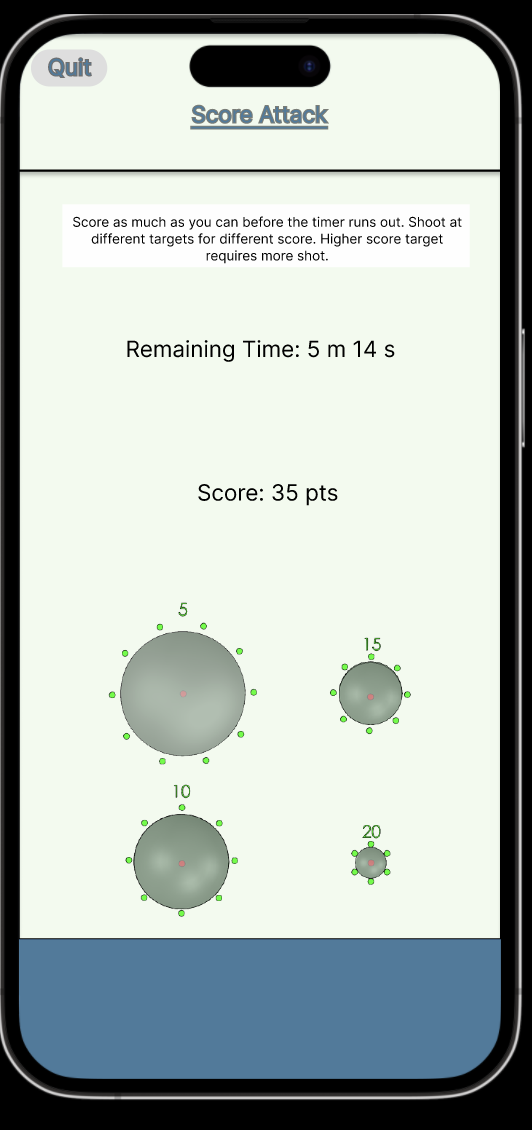 Quit
Score Attack
Score as much as you can before the timer runs out. Shoot at
different targets for different score. Higher score target
requires more shot.
Remaining Time: 5 m 14 s
Score: 35 pts
5
15
10
20